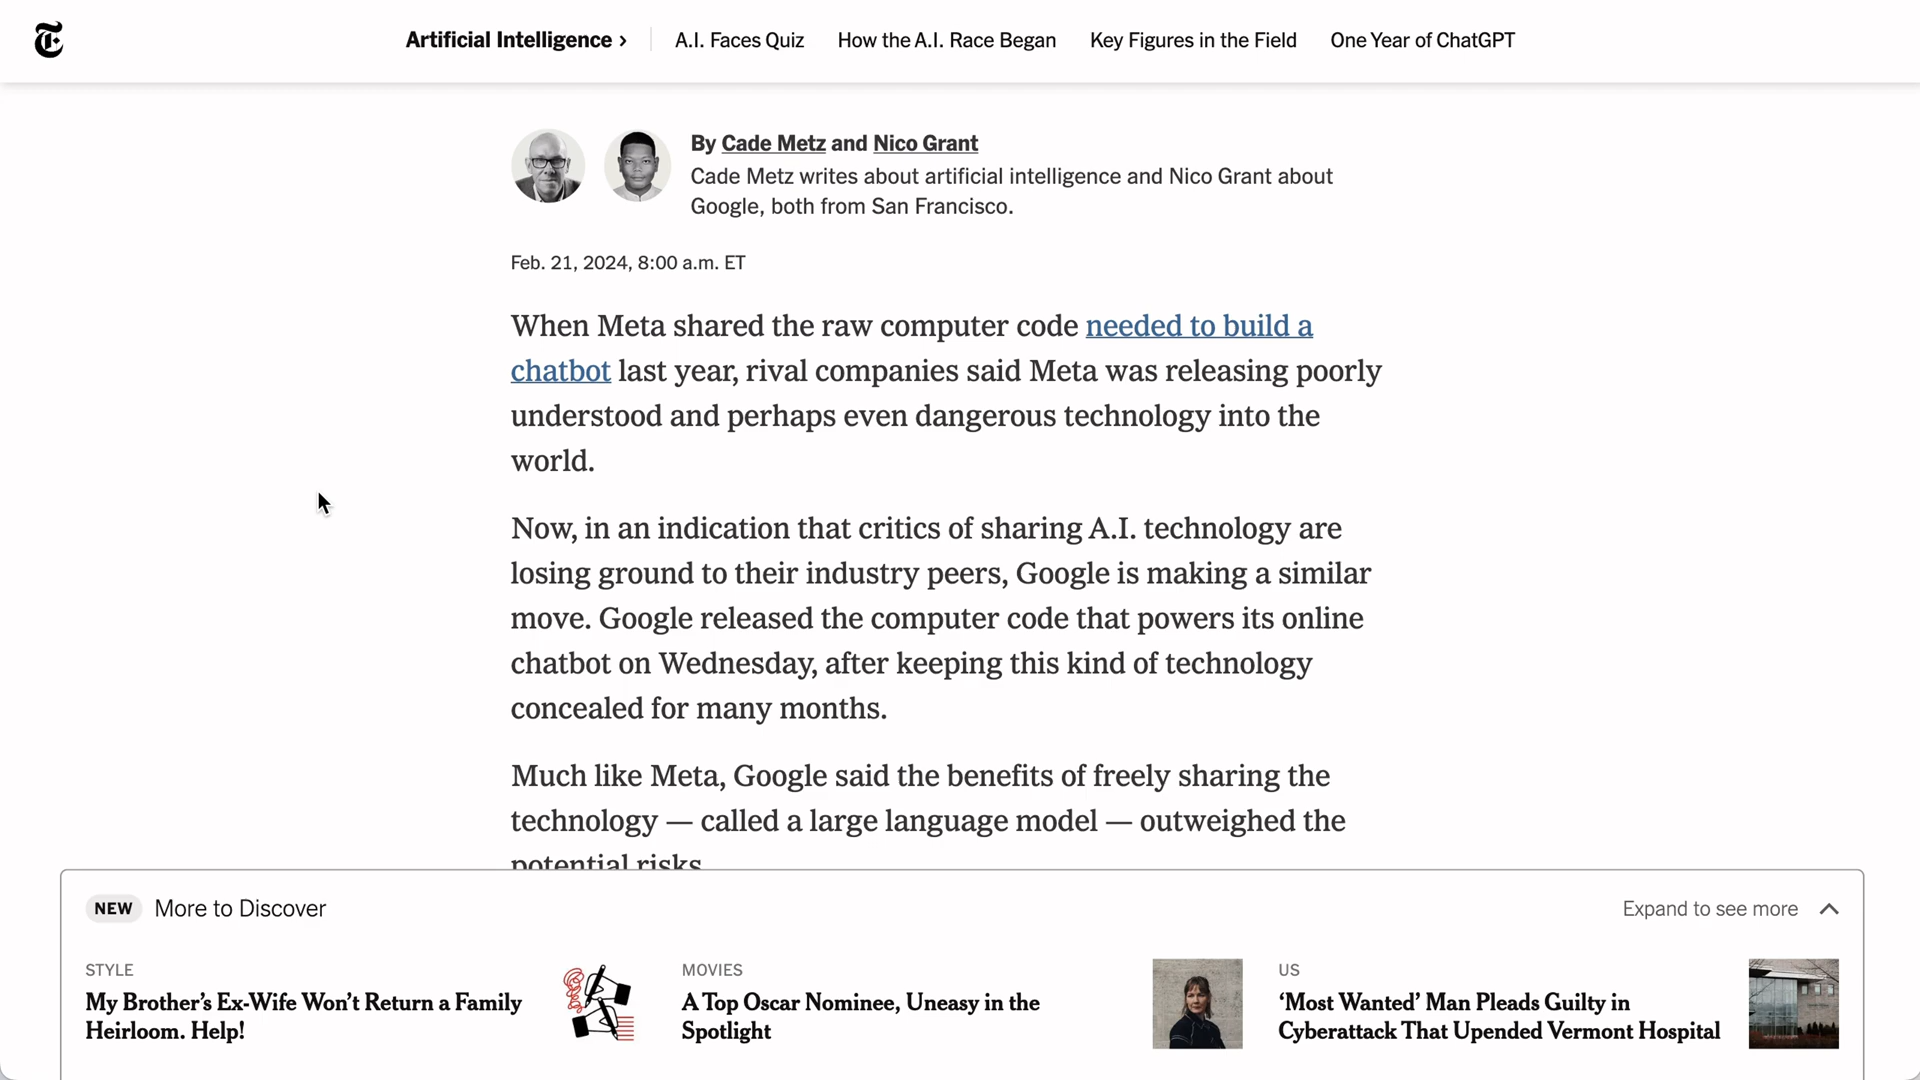 Artificial Intelligence ›
A.I. Faces Quiz
How the A.I. Race Began
Key Figures in the Field
One Year of ChatGPT
By Cade Metz and Nico Grant
Cade Metz writes about artificial intelligence and Nico Grant about
Google, both from San Francisco.
Feb. 21, 2024, 8:00 a.m. ET
When Meta shared the raw computer code needed to build a
chatbot last year, rival companies said Meta was releasing poorly
understood and perhaps even dangerous technology into the
world.
Now, in an indication that critics of sharing A.I. technology are
losing ground to their industry peers, Google is making a similar
move. Google released the computer code that powers its online
chatbot on Wednesday, after keeping this kind of technology
concealed for many months.
Much like Meta, Google said the benefits of freely sharing the
technology — called a large language model — outweighed the
potential risks.
NEW More to Discover
Expand to see more
STYLE
My Brother’s Ex-Wife Won’t Return a Family
Heirloom. Help!
MOVIES
A Top Oscar Nominee, Uneasy in the
Spotlight
US
‘Most Wanted’ Man Pleads Guilty in
Cyberattack That Upended Vermont Hospital